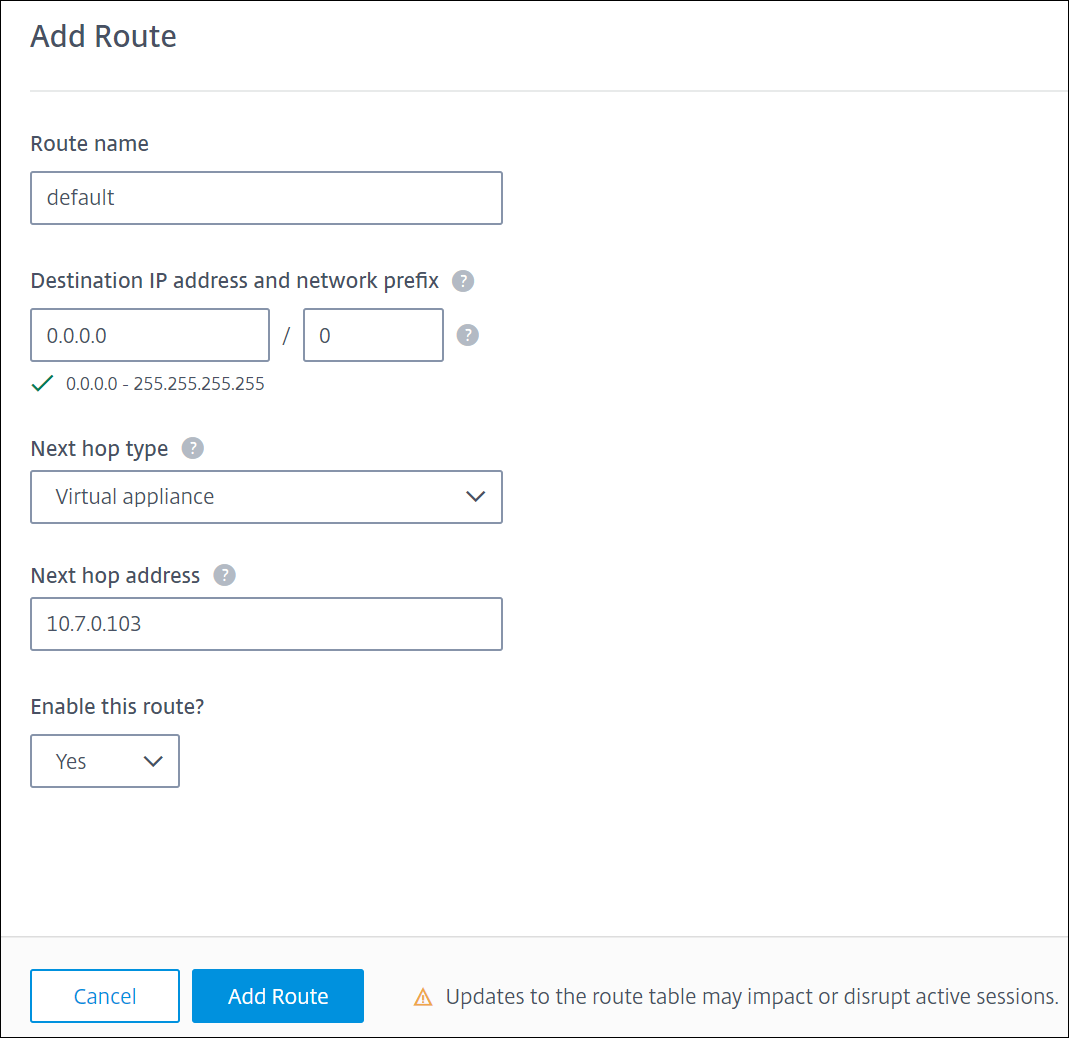 Add Route
Route name
default
Destination IP address and network prefix ?
0.0.0.0 / 0 ?
0.0.0.0 - 255.255.255.255
Next hop type ?
Virtual appliance
Next hop address ?
10.7.0.103
Enable this route?
Yes
Cancel Add Route Updates to the route table may impact or disrupt active sessions.